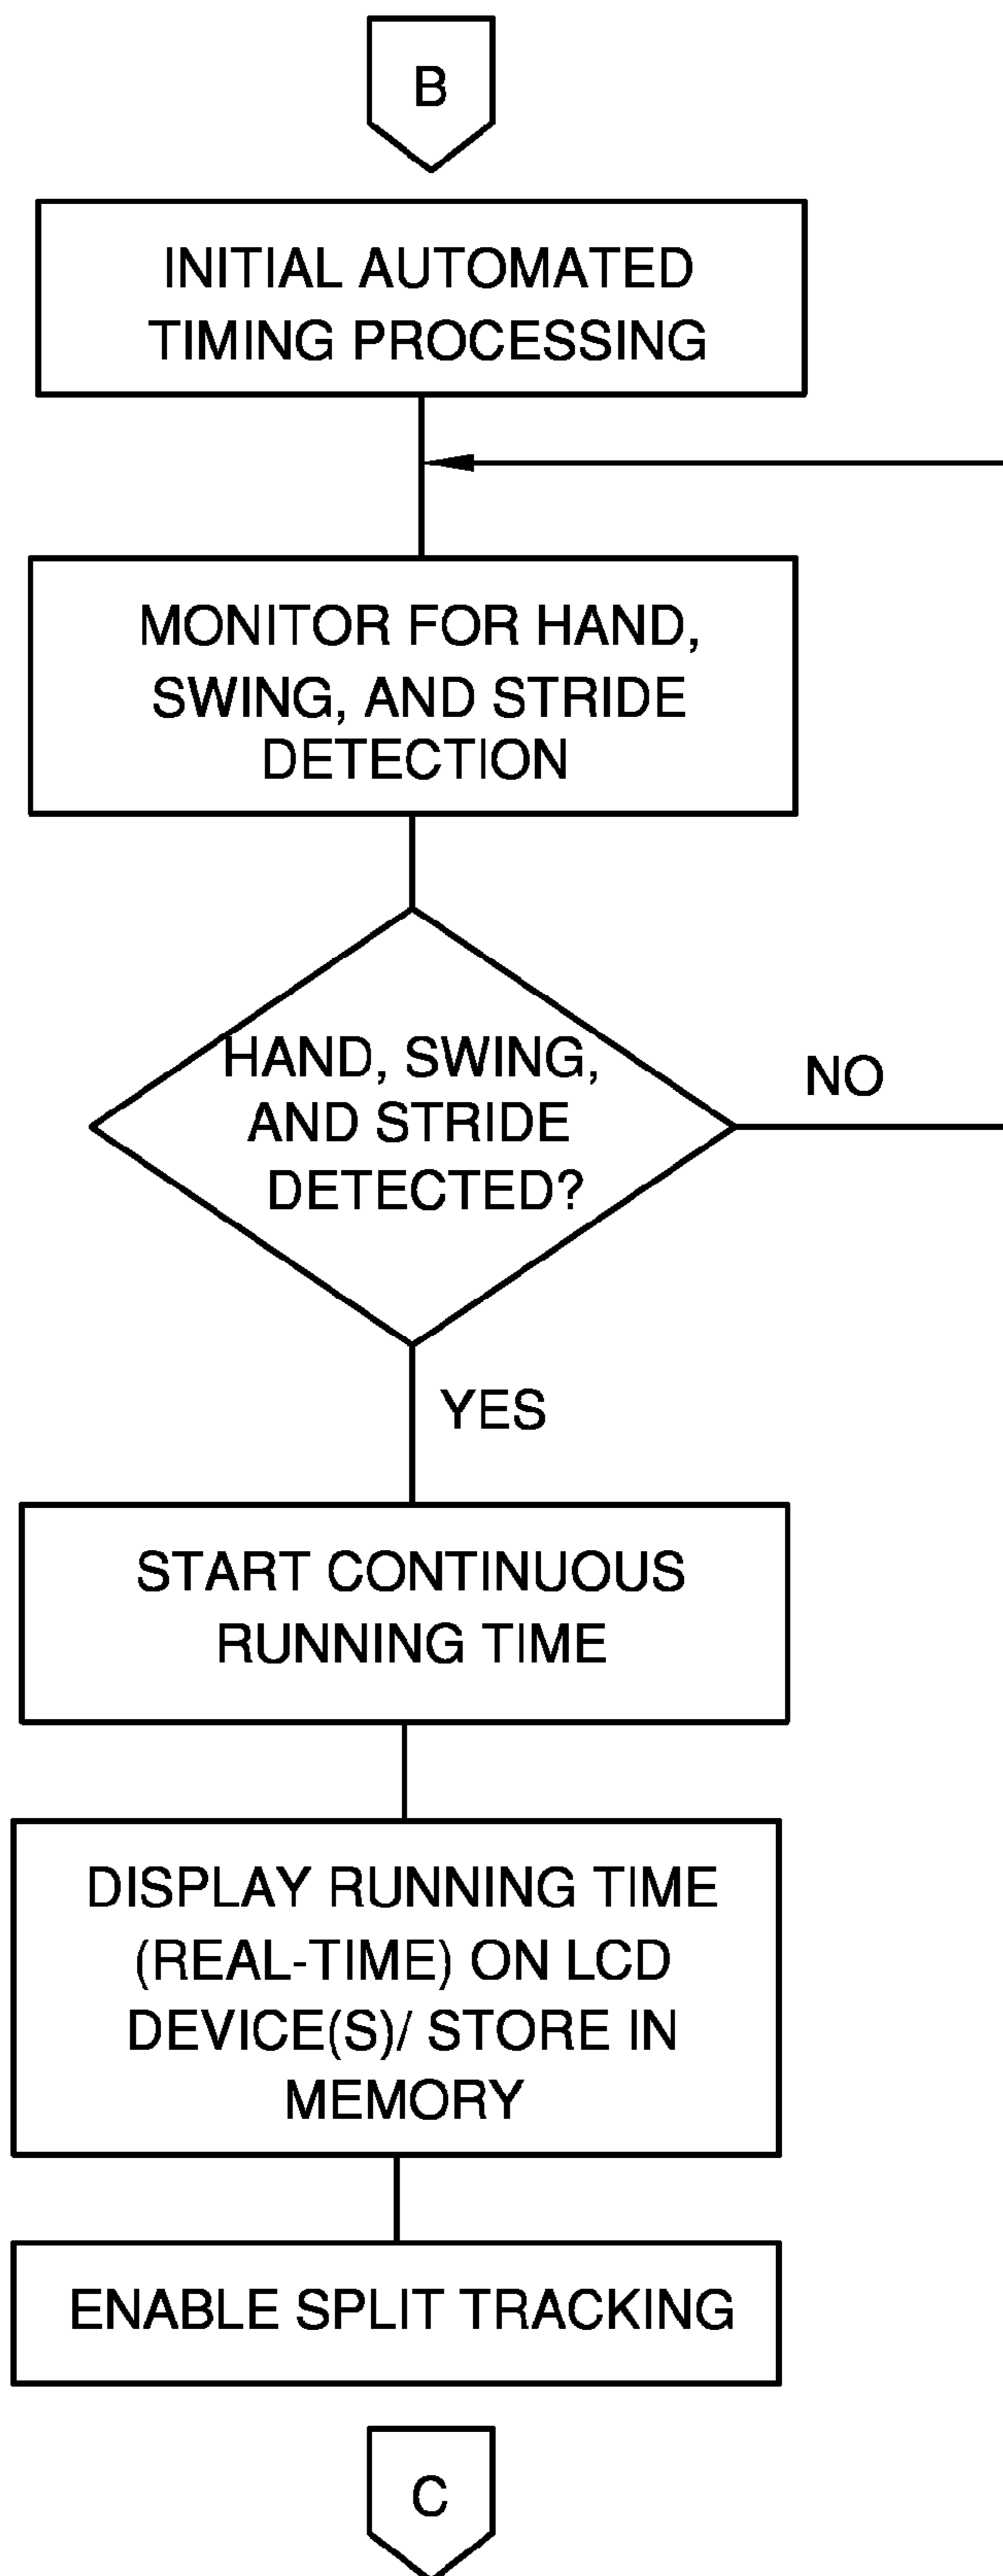 B
INITIAL AUTOMATED
TIMING PROCESSING
MONITOR FOR HAND,
SWING, AND STRIDE
DETECTION
HAND, SWING,
AND STRIDE
DETECTED?
NO
YES
START CONTINUOUS
RUNNING TIME
DISPLAY RUNNING TIME
(REAL-TIME) ON LCD
DEVICE(S)/ STORE IN
MEMORY
ENABLE SPLIT TRACKING
C